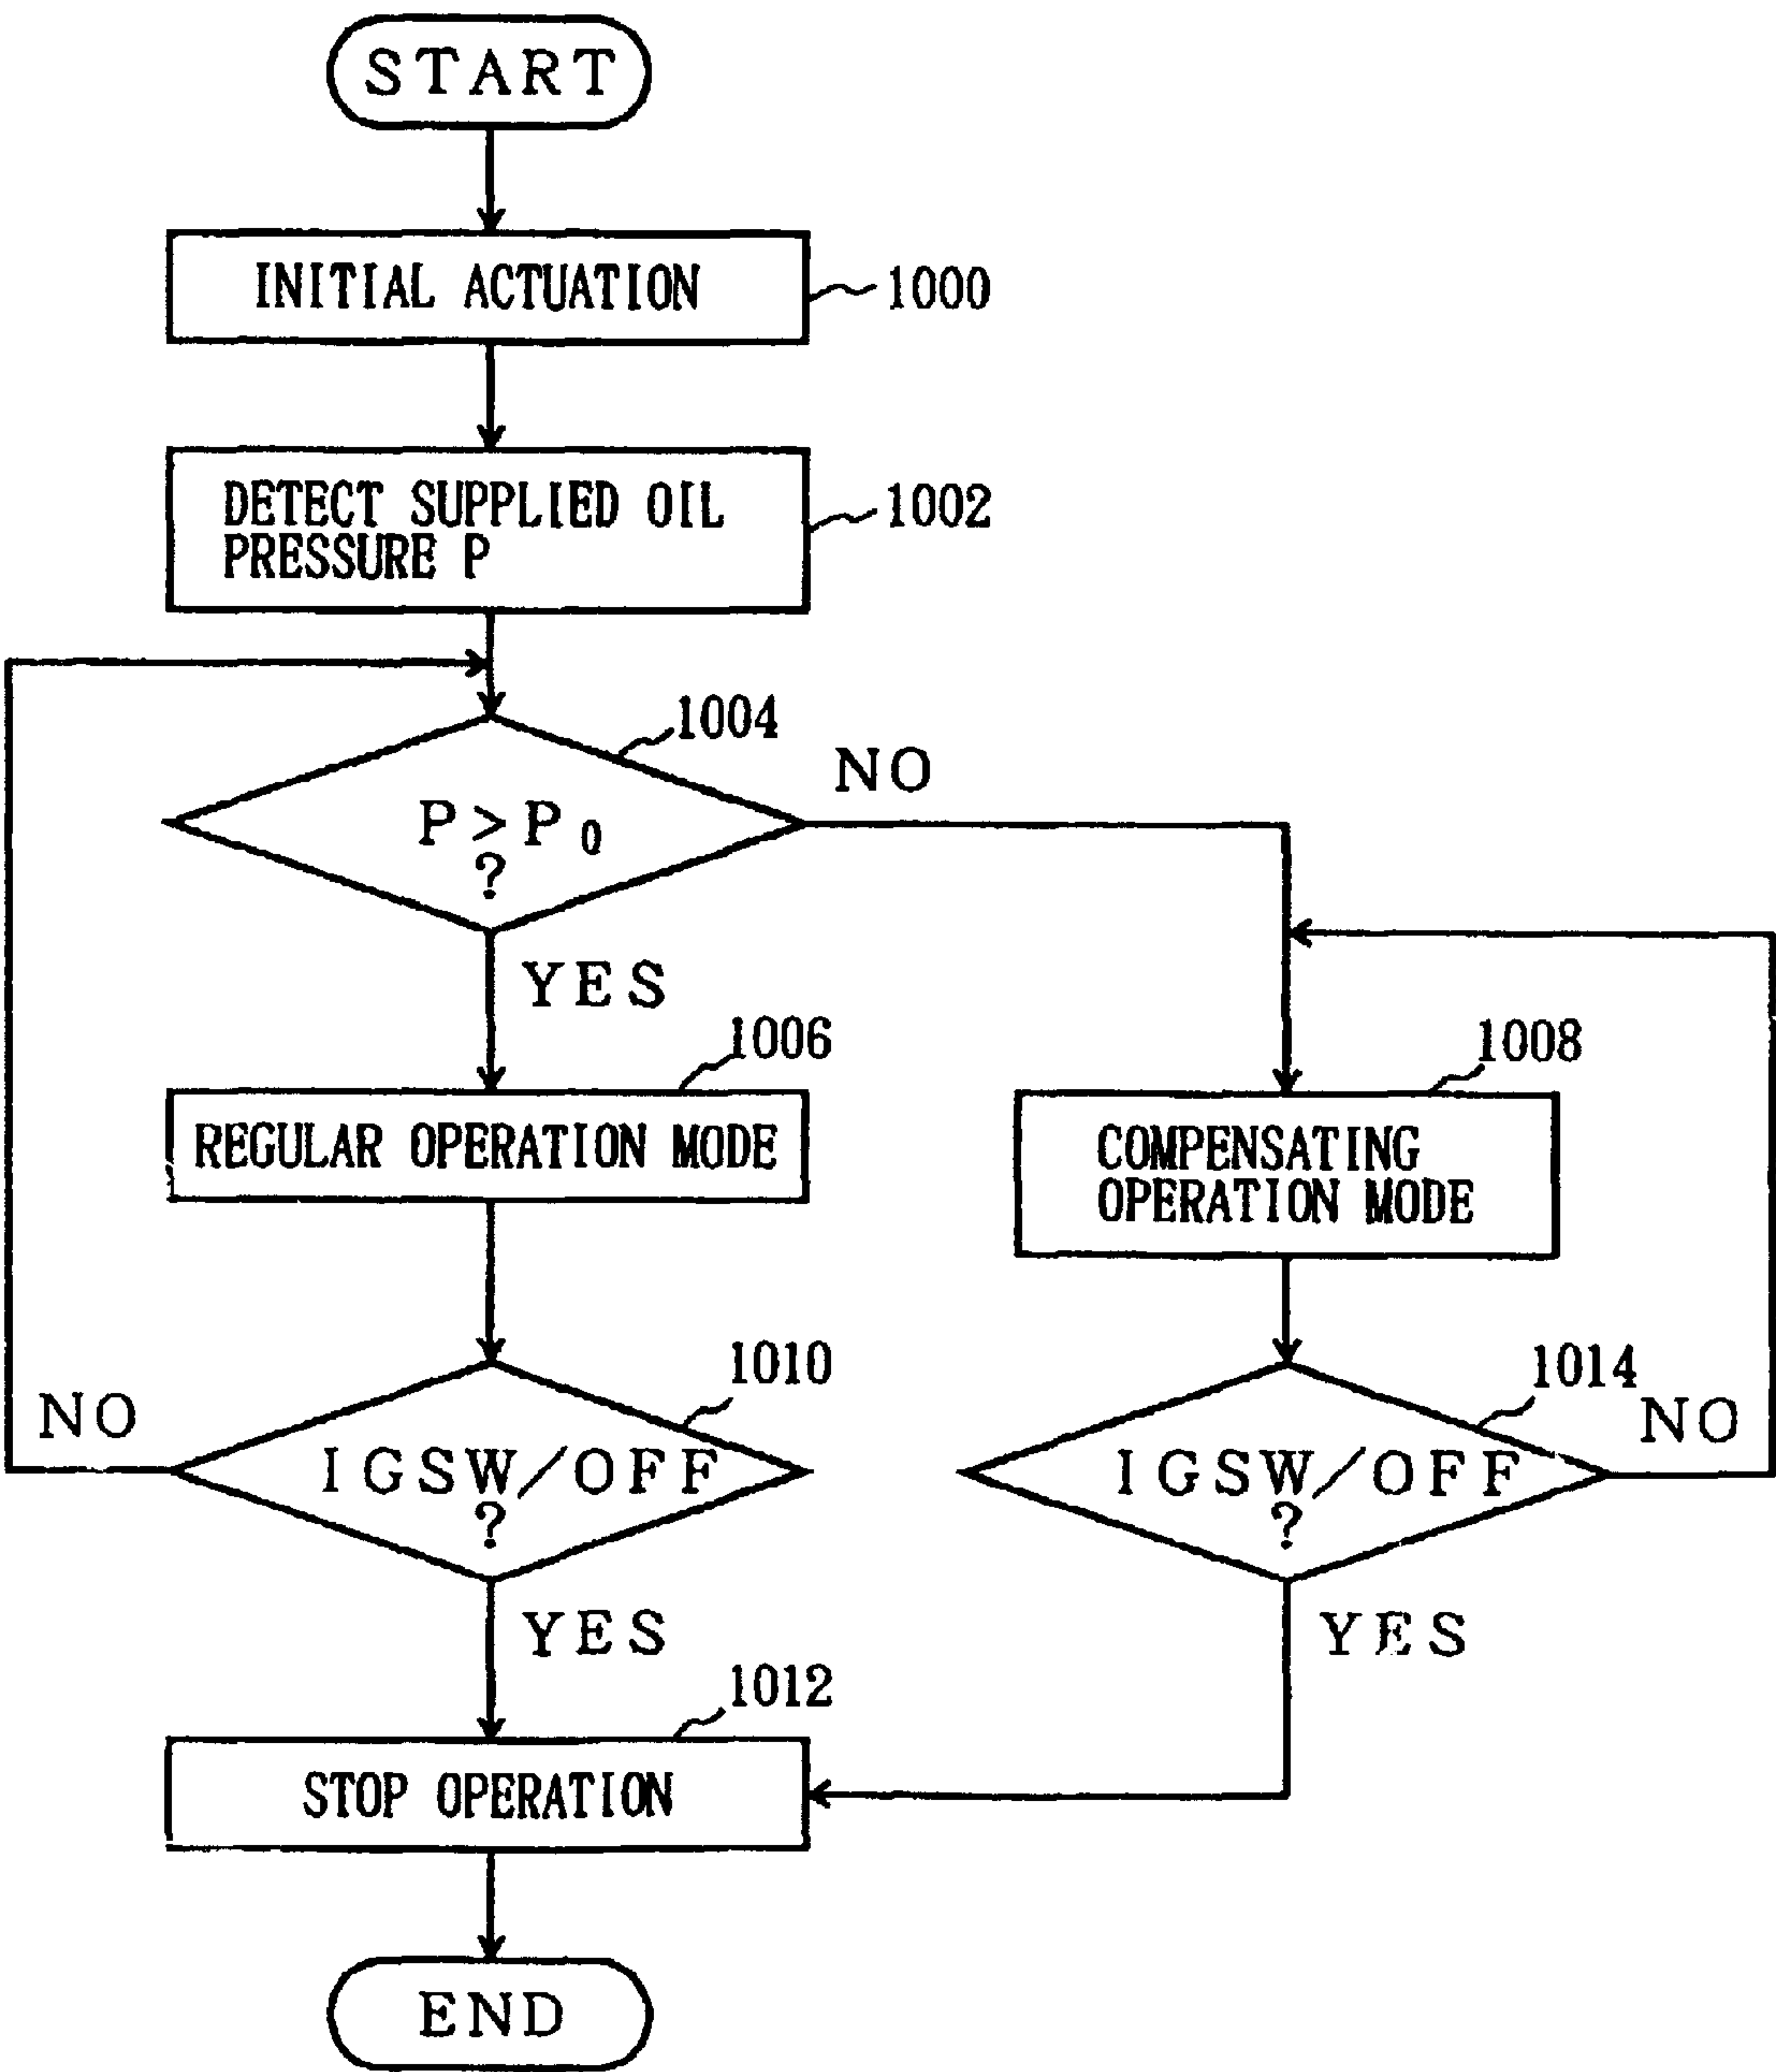 START
INITIAL ACTUATION
1000
DETECT SUPPLIED OIL
PRESSURE P
1002
1004
NO
P > P0
?
YES
1006
REGULAR OPERATION MODE
1008
COMPENSATING
OPERATION MODE
1010
NO
IGSW/OFF
?
YES
1014
NO
IGSW/OFF
?
YES
1012
STOP OPERATION
END